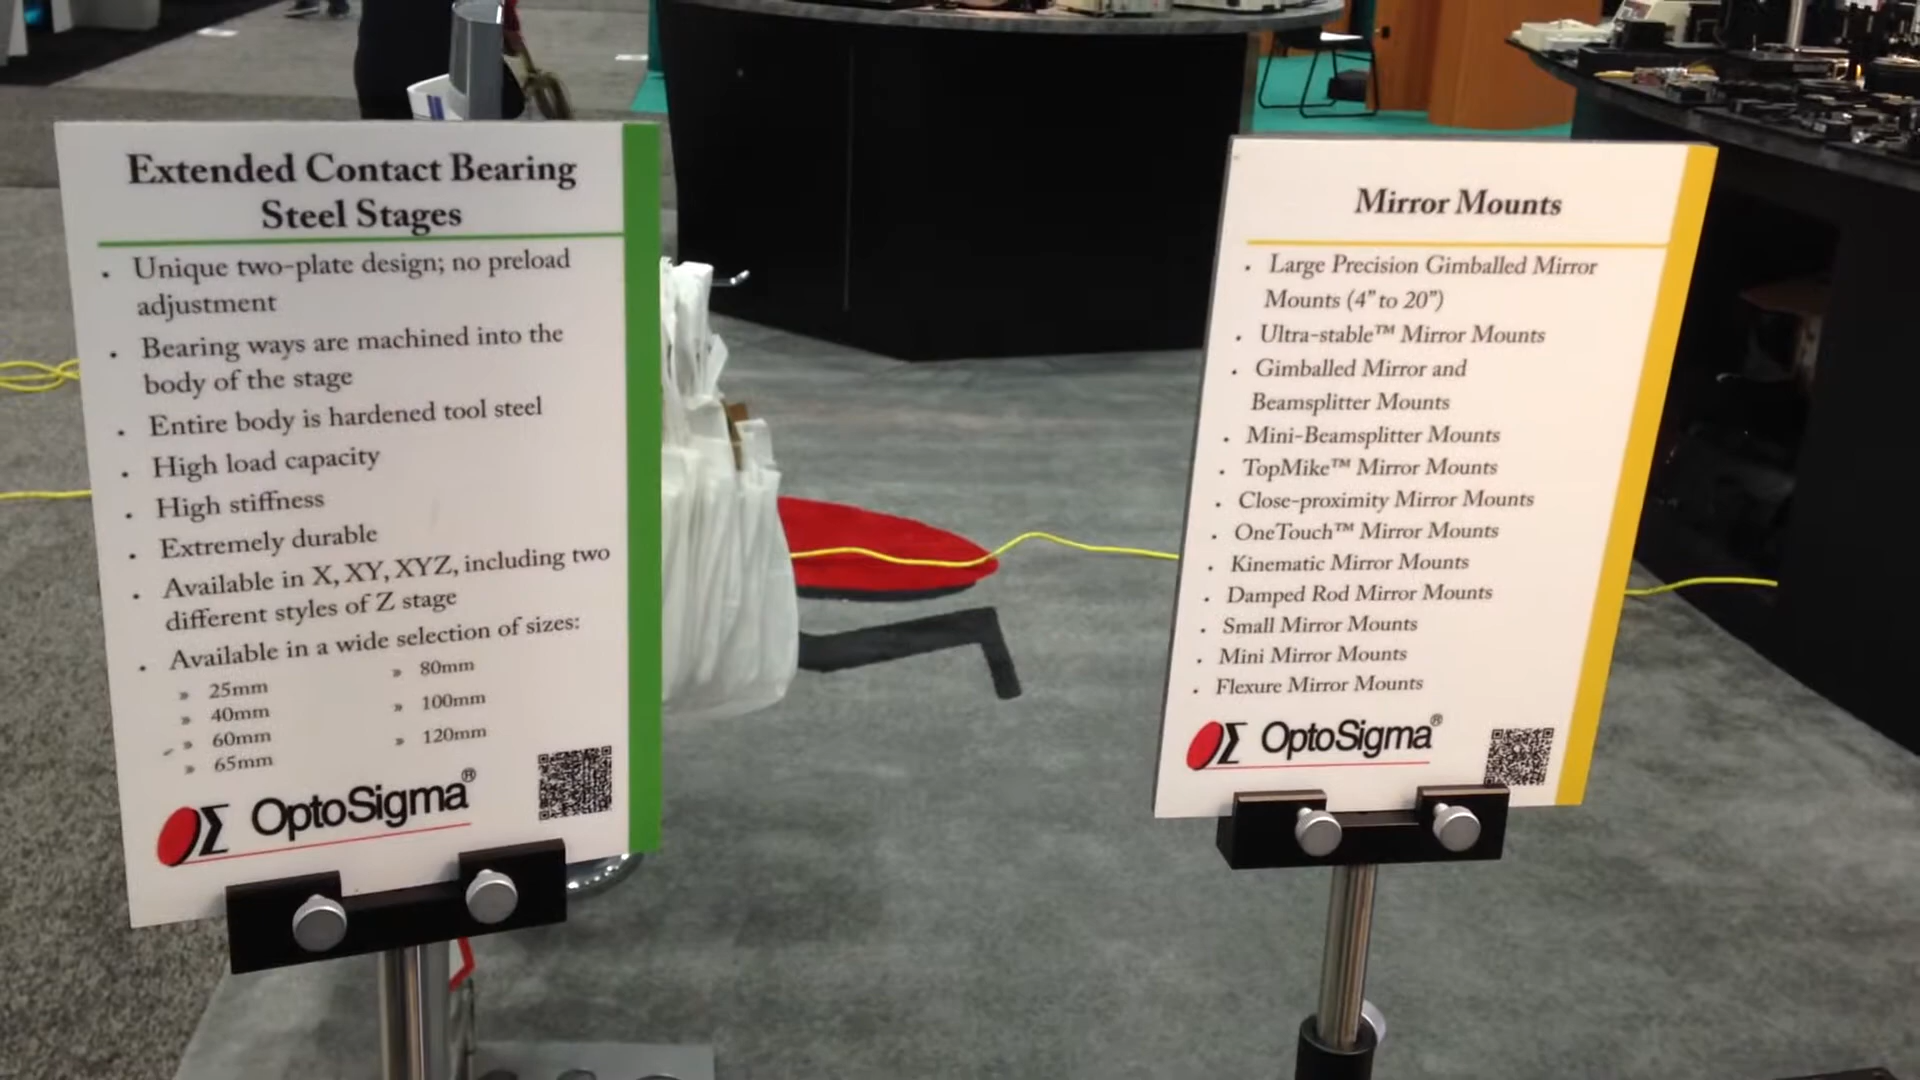 Extended Contact Bearing
Steel Stages
• Unique two-plate design; no preload
adjustment
• Bearing ways are machined into the
body of the stage
• Entire body is hardened tool steel
• High load capacity
• High stiffness
• Extremely durable
• Available in X, XY, XYZ, including two
different styles of Z stage
• Available in a wide selection of sizes:
» 25mm
» 40mm
» 60mm
» 65mm
» 80mm
» 100mm
» 120mm
OΣ OptoSigma®
Mirror Mounts
• Large Precision Gimballed Mirror
Mounts (4” to 20”)
• Ultra-stable™ Mirror Mounts
• Gimballed Mirror and
Beamsplitter Mounts
• Mini-Beamsplitter Mounts
• TopMike™ Mirror Mounts
• Close-proximity Mirror Mounts
• OneTouch™ Mirror Mounts
• Kinematic Mirror Mounts
• Damped Rod Mirror Mounts
• Small Mirror Mounts
• Mini Mirror Mounts
• Flexure Mirror Mounts
OΣ OptoSigma®